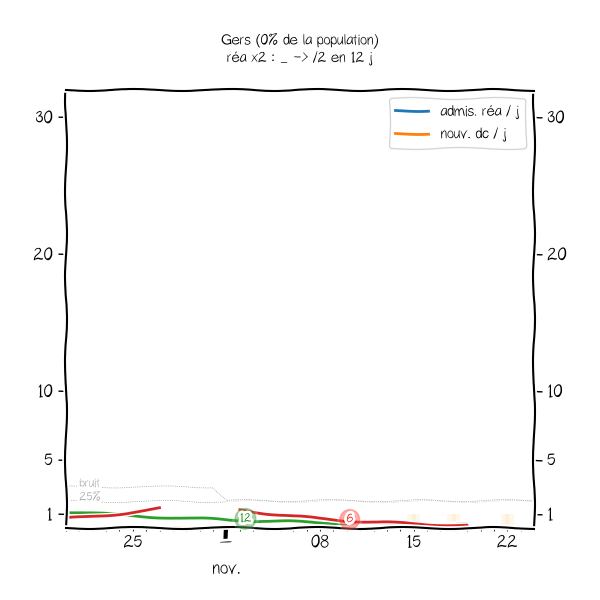 Gers (0% de la population)
réa x2 : _ -> /2 en 12 j
admis. réa / j
nouv. dc / j
30 30
20 20
10 10
5 5
bruit
25%
1 12 6 1
25 08 15 22
nov.